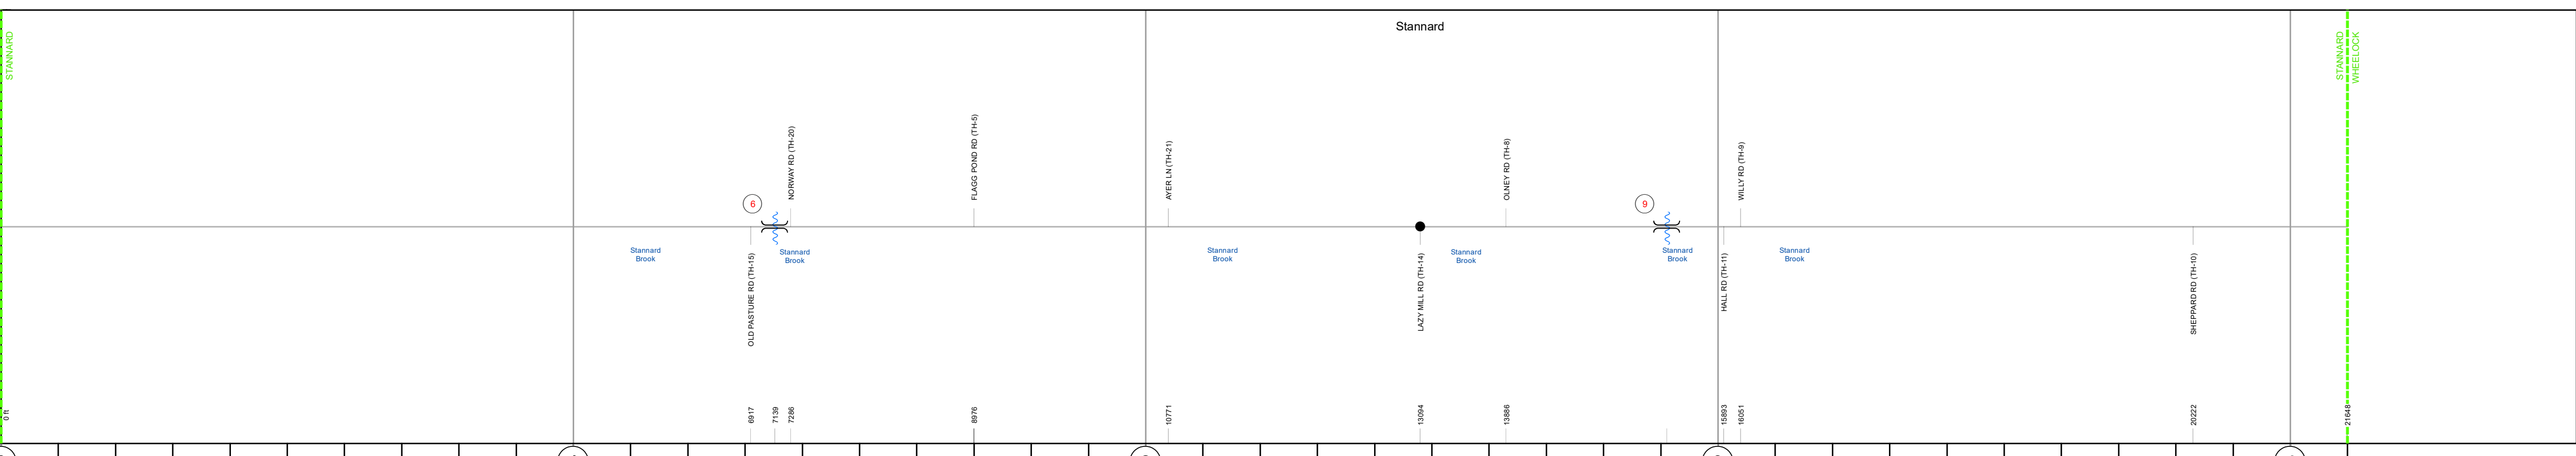 Stannard
STANNARD
STANNARD
WHEELOCK
NORWAY RD (TH-20)
FLAGG POND RD (TH-5)
AYER LN (TH-21)
OLNEY RD (TH-8)
WILLY RD (TH-9)
6
9
Stannard
Brook
Stannard
Brook
Stannard
Brook
Stannard
Brook
Stannard
Brook
Stannard
Brook
OLD PASTURE RD (TH-15)
LAZY MILL RD (TH-14)
HALL RD (TH-11)
SHEPPARD RD (TH-10)
0 ft
6917
7139
7286
8976
10771
13094
13886
15893
16051
20222
21648